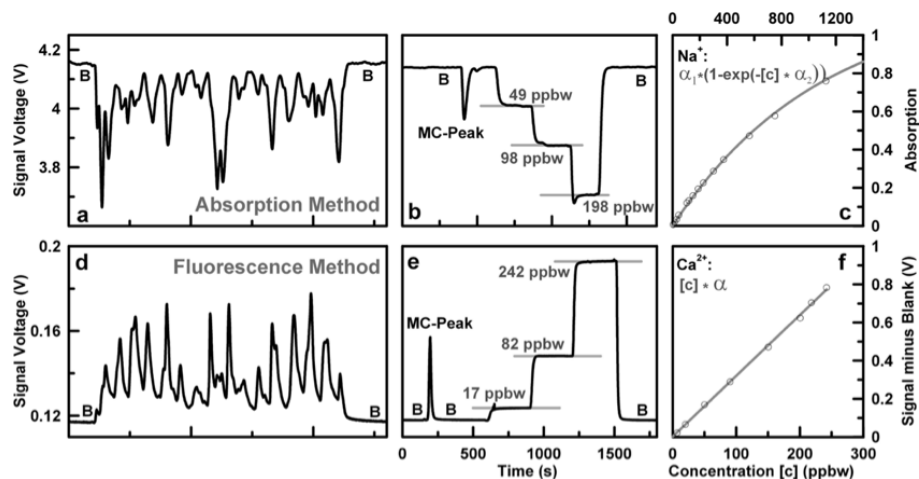 0 400 800 1200
4.2
4
3.8
Signal Voltage (V)
B
B
a
Absorption Method
B
B
MC-Peak
49 ppbw
98 ppbw
198 ppbw
b
Na⁺:
α₁*(1-exp(-[c] * α₂))
c
1
0.8
0.6
0.4
0.2
0
Absorption
0.2
0.16
0.12
Signal Voltage (V)
d
Fluorescence Method
B
B
e
MC-Peak
242 ppbw
82 ppbw
17 ppbw
B
B
B
Ca²⁺:
[c] * α
f
1
0.8
0.6
0.4
0.2
0
Signal minus Blank (V)
0 500 1000 1500
Time (s)
0 100 200 300
Concentration [c] (ppbw)